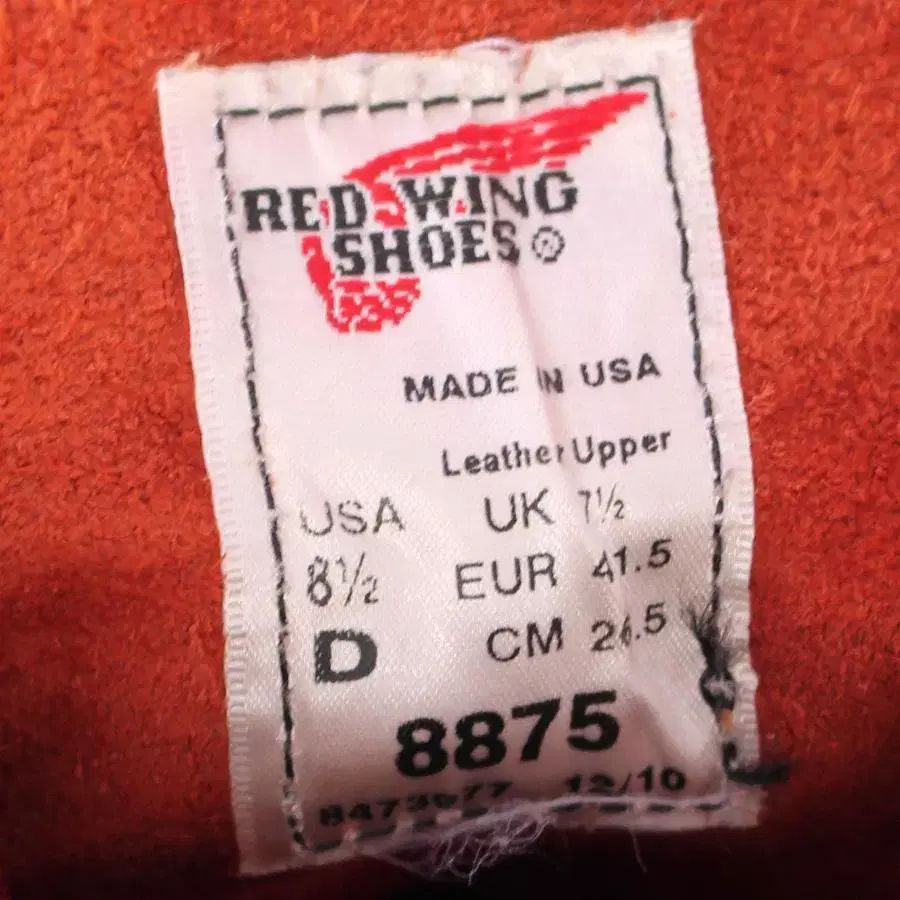 RED WING
SHOES®
MADE IN USA
Leather Upper
USA UK 7½
8½ EUR 41.5
D CM 26.5
8875
12/10